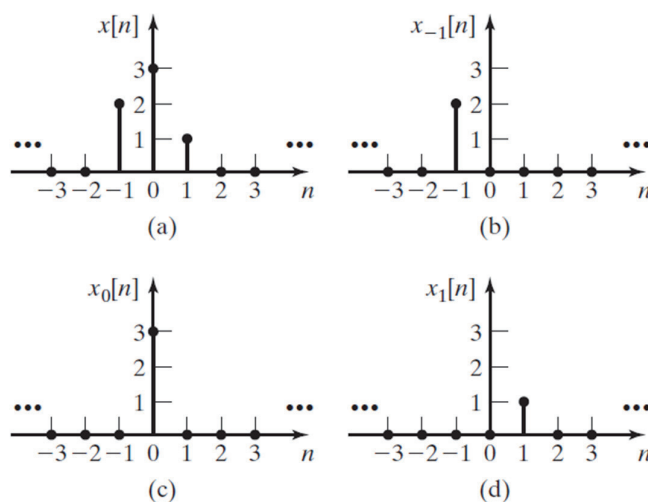 x[n]
3
2
1
... ...
−3 −2 −1 0 1 2 3 n
(a)
x₋₁[n]
3
2
1
... ...
−3 −2 −1 0 1 2 3 n
(b)
x₀[n]
3
2
1
... ...
−3 −2 −1 0 1 2 3 n
(c)
x₁[n]
3
2
1
... ...
−3 −2 −1 0 1 2 3 n
(d)